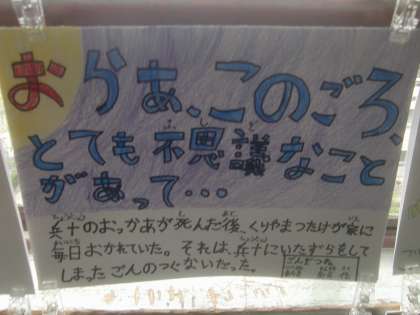 おらあ、このごろ、
とても不思議なこと
があって・・・
兵十のおっかあが死んだ後、くりやまつたけが家に
毎日おかれていた。それは、兵十にいたずらをして
しまったごんのつぐないだった。